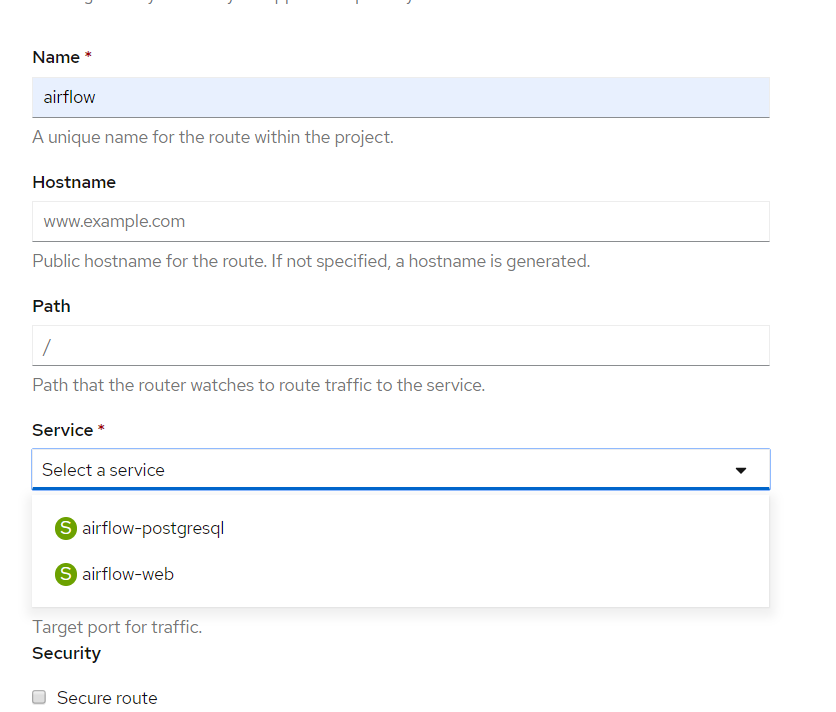 Name *
airflow
A unique name for the route within the project.
Hostname
www.example.com
Public hostname for the route. If not specified, a hostname is generated.
Path
/
Path that the router watches to route traffic to the service.
Service *
Select a service
S airflow-postgresql
S airflow-web
Target port for traffic.
Security
Secure route